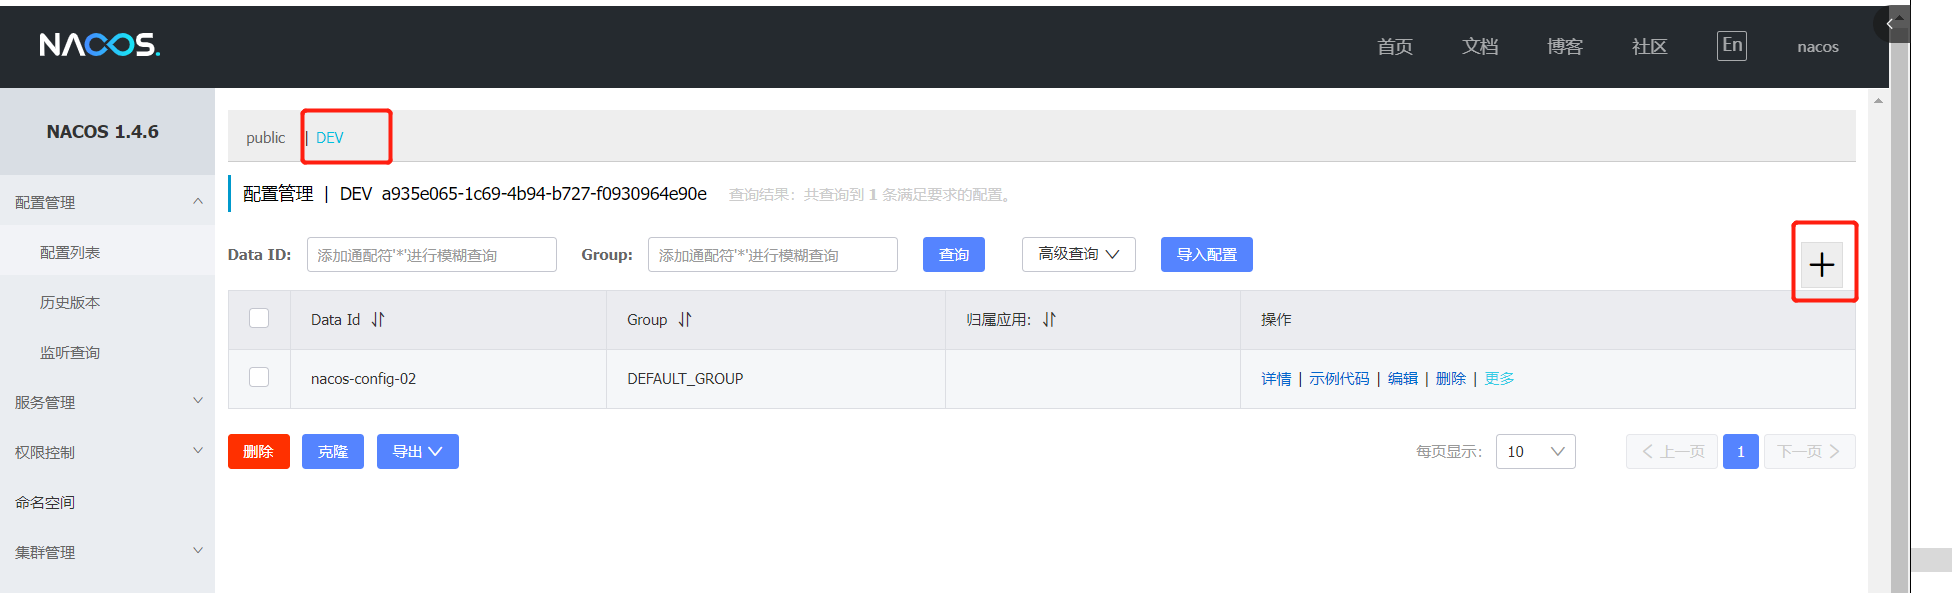 NACOS. 首页 文档 博客 社区 En nacos
NACOS 1.4.6
配置管理
配置列表
历史版本
监听查询
服务管理
权限控制
命名空间
集群管理
public | DEV
配置管理 | DEV a935e065-1c69-4b94-b727-f0930964e90e 查询结果：共查询到 1 条满足要求的配置。
Data ID: 添加通配符'*'进行模糊查询 Group: 添加通配符'*'进行模糊查询 查询 高级查询 导入配置
Data Id Group 归属应用: 操作
nacos-config-02 DEFAULT_GROUP 详情 | 示例代码 | 编辑 | 删除 | 更多
删除 克隆 导出 每页显示: 10 上一页 1 下一页